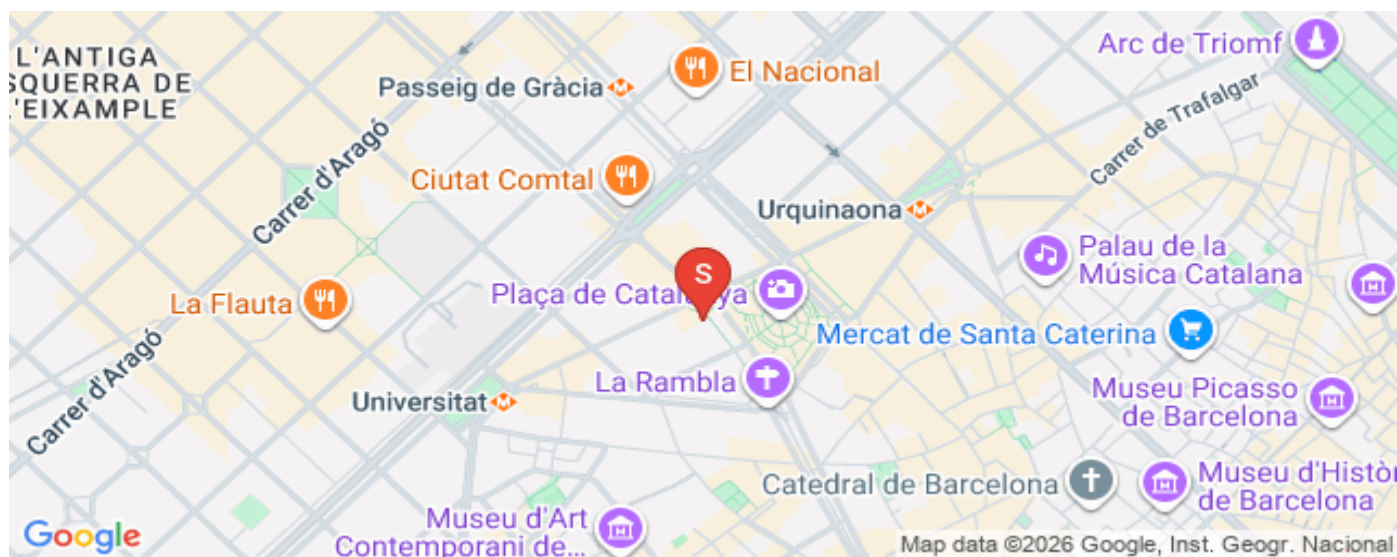 L'ANTIGA
SQUERRA DE
L'EIXAMPLE
Arc de Triomf
El Nacional
Passeig de Gràcia
Carrer de Trafalgar
Carrer d'Aragó
Ciutat Comtal
Urquinaona
Palau de la
Música Catalana
S
Plaça de Catalunya
La Flauta
Mercat de Santa Caterina
Carrer d'Aragó
La Rambla
Universitat
Museu Picasso
de Barcelona
Catedral de Barcelona
Museu d'Histò
de Barcelona
Museu d'Art
Contemporani de...
Google
Map data ©2026 Google, Inst. Geogr. Nacional